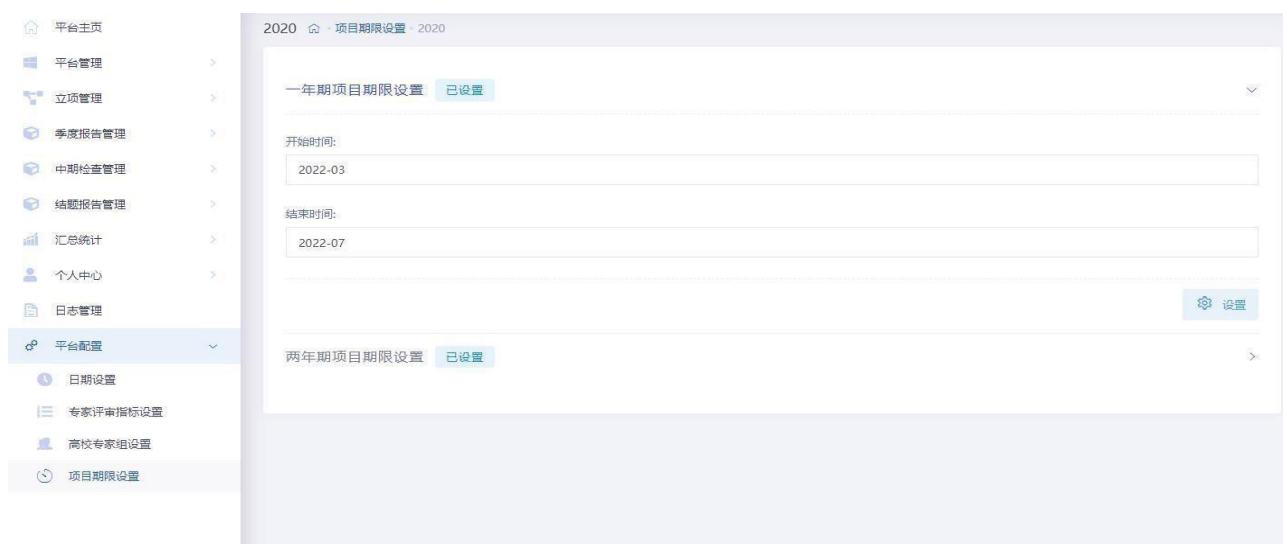 平台主页
平台管理
立项管理
季度报告管理
中期检查管理
结题报告管理
汇总统计
个人中心
日志管理
平台配置
日期设置
专家评审指标设置
高校专家组设置
项目期限设置
2020 - 项目期限设置 - 2020
一年期项目期限设置 已设置
开始时间:
2022-03
结束时间:
2022-07
设置
两年期项目期限设置 已设置